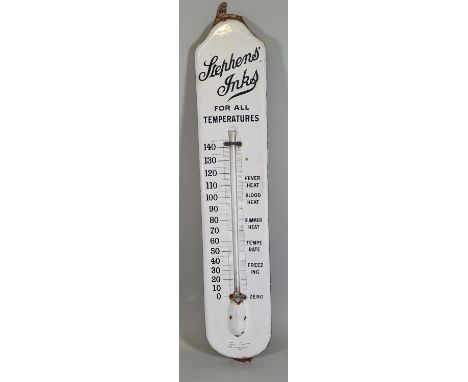 Stephens'
Inks
FOR ALL
TEMPERATURES
140
130
120
110
100
90
80
70
60
50
40
30
20
10
0
FEVER
HEAT
BLOOD
HEAT
SUMMER
HEAT
TEMPE
RATE
FREEZ
ING
ZERO